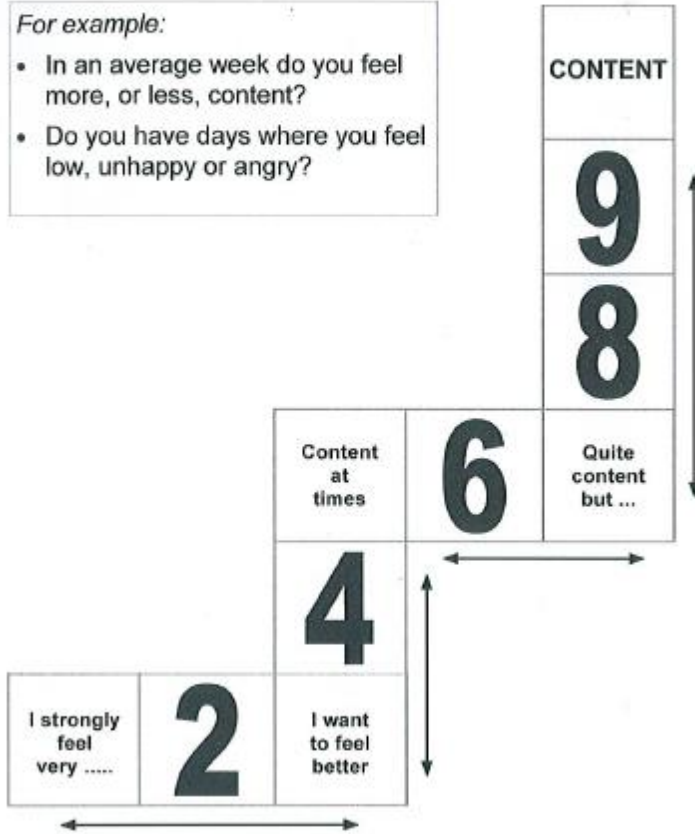 For example:
• In an average week do you feel
more, or less, content?
• Do you have days where you feel
low, unhappy or angry?
CONTENT
9
8
Content
at
times
6
Quite
content
but ...
4
I strongly
feel
very .....
2
I want
to feel
better